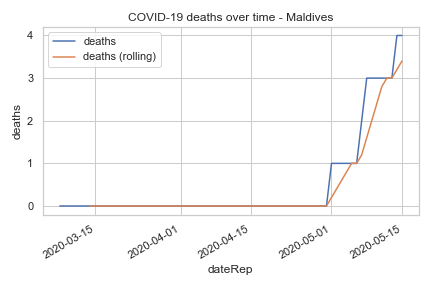 COVID-19 deaths over time - Maldives
deaths
deaths (rolling)
deaths
4
3
2
1
0
2020-03-15
2020-04-01
2020-04-15
2020-05-01
2020-05-15
dateRep